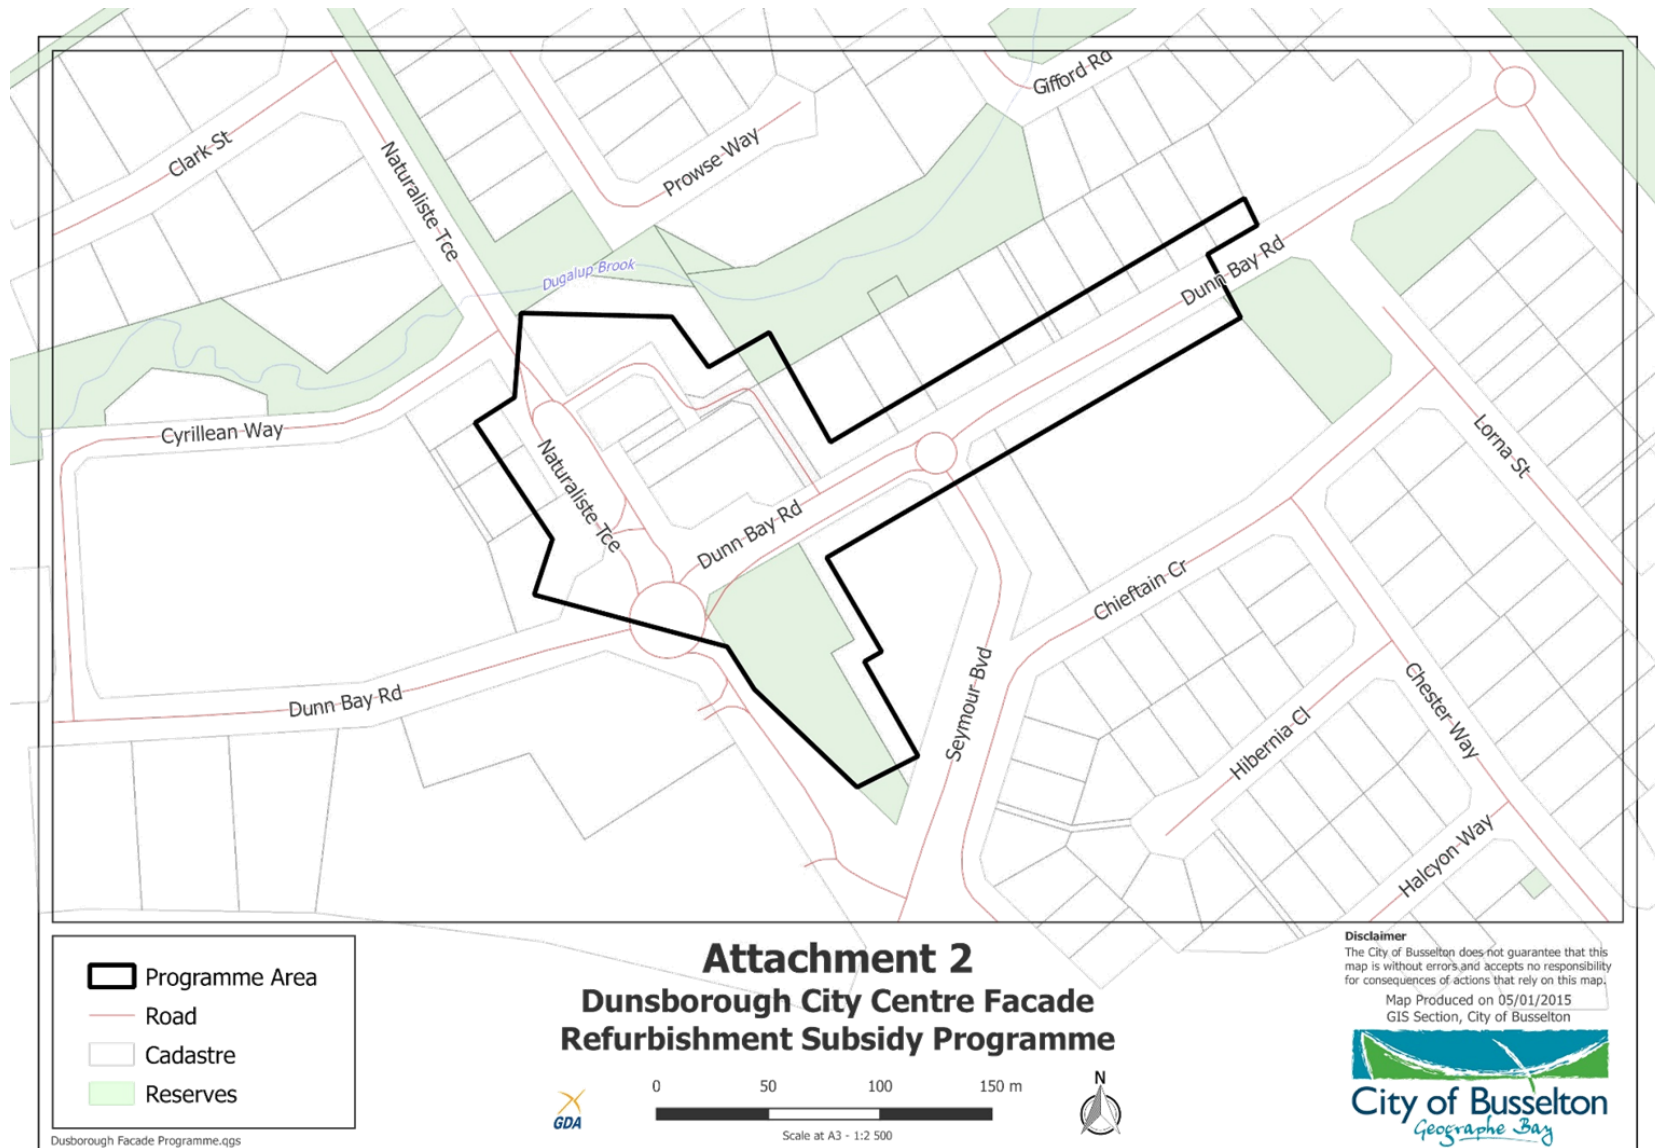 Gifford Rd
Clark St
Prowse Way
Naturaliste Tce
Dugalup Brook
Dunn Bay Rd
Cyrillean Way
Naturaliste Tce
Lorna St
Dunn Bay Rd
Chieftain Cr
Dunn Bay Rd
Seymour Bvd
Chester Way
Hibernia Cl
Halcyon Way
Programme Area
Road
Cadastre
Reserves
Dusborough Facade Programme.qgs
Attachment 2
Dunsborough City Centre Facade
Refurbishment Subsidy Programme
GDA
0 50 100 150 m
Scale at A3 - 1:2 500
N
Disclaimer
The City of Busselton does not guarantee that this
map is without errors and accepts no responsibility
for consequences of actions that rely on this map.
Map Produced on 05/01/2015
GIS Section, City of Busselton
City of Busselton
Geographe Bay